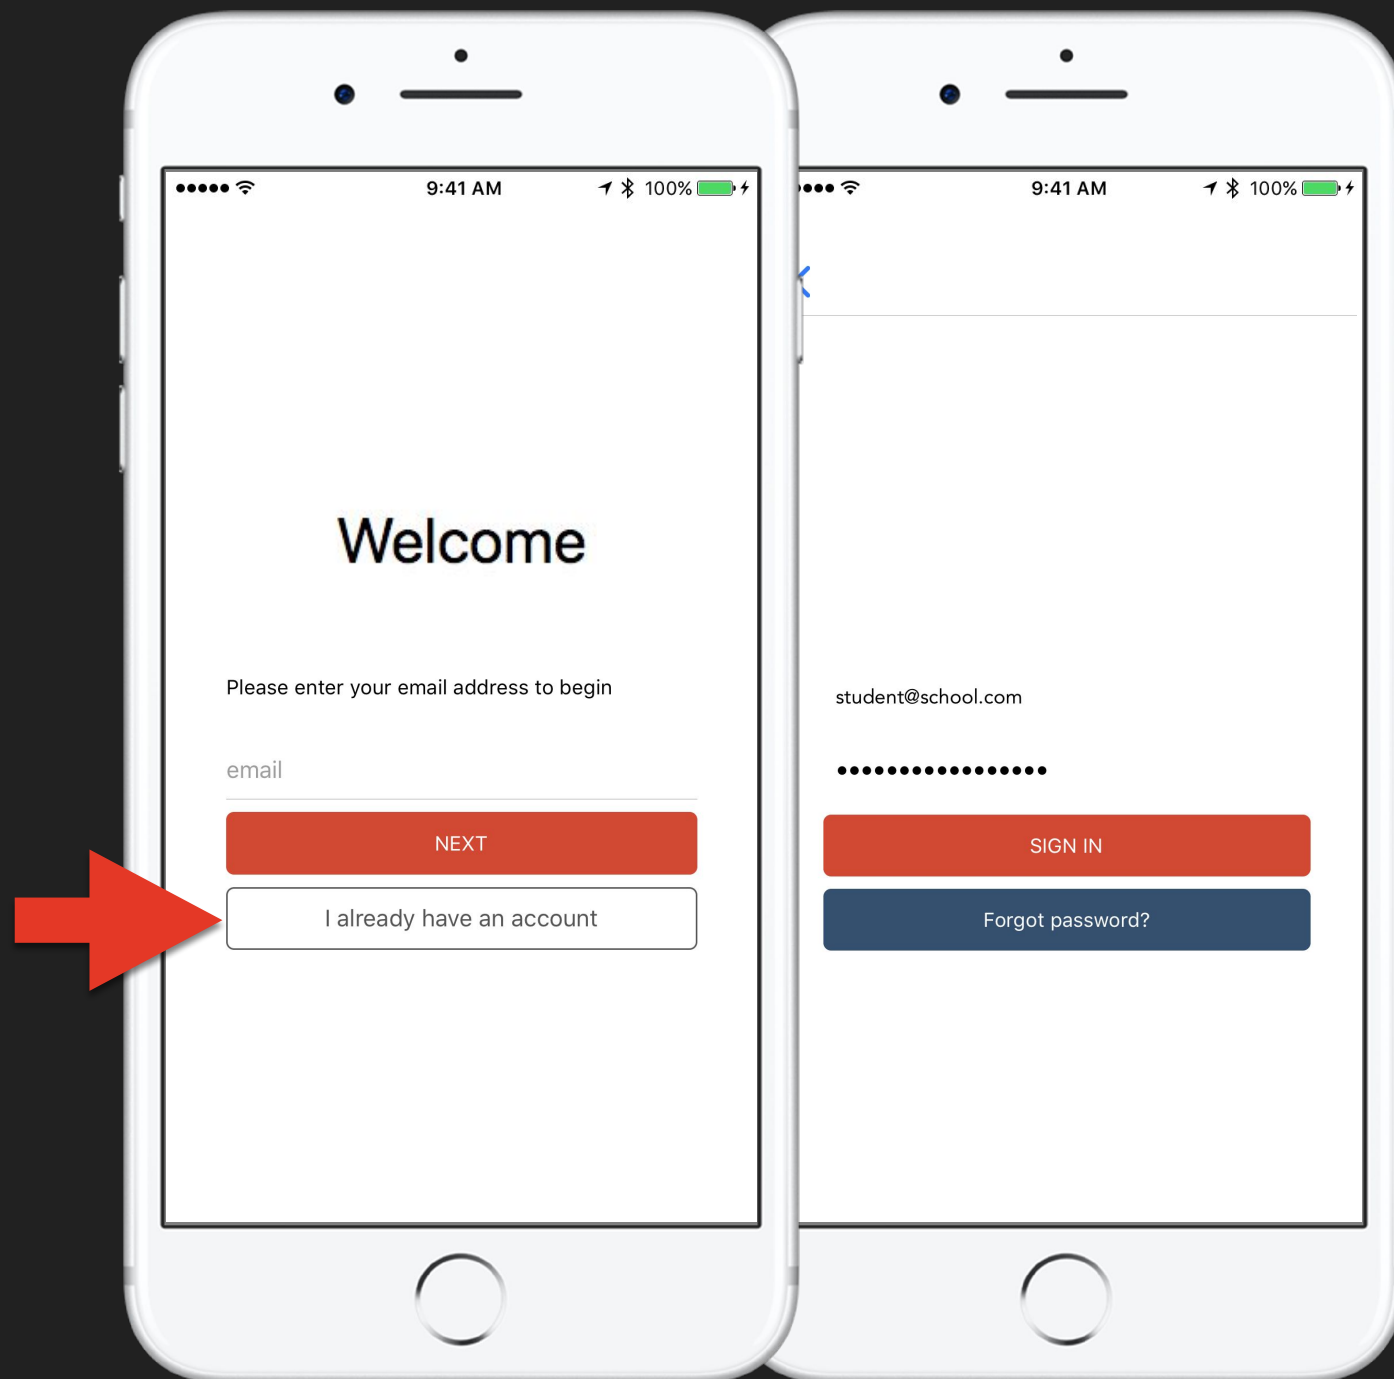 9:41 AM
100%
Welcome
Please enter your email address to begin
email
NEXT
I already have an account
9:41 AM
100%
student@school.com
•••••••••••••••••
SIGN IN
Forgot password?